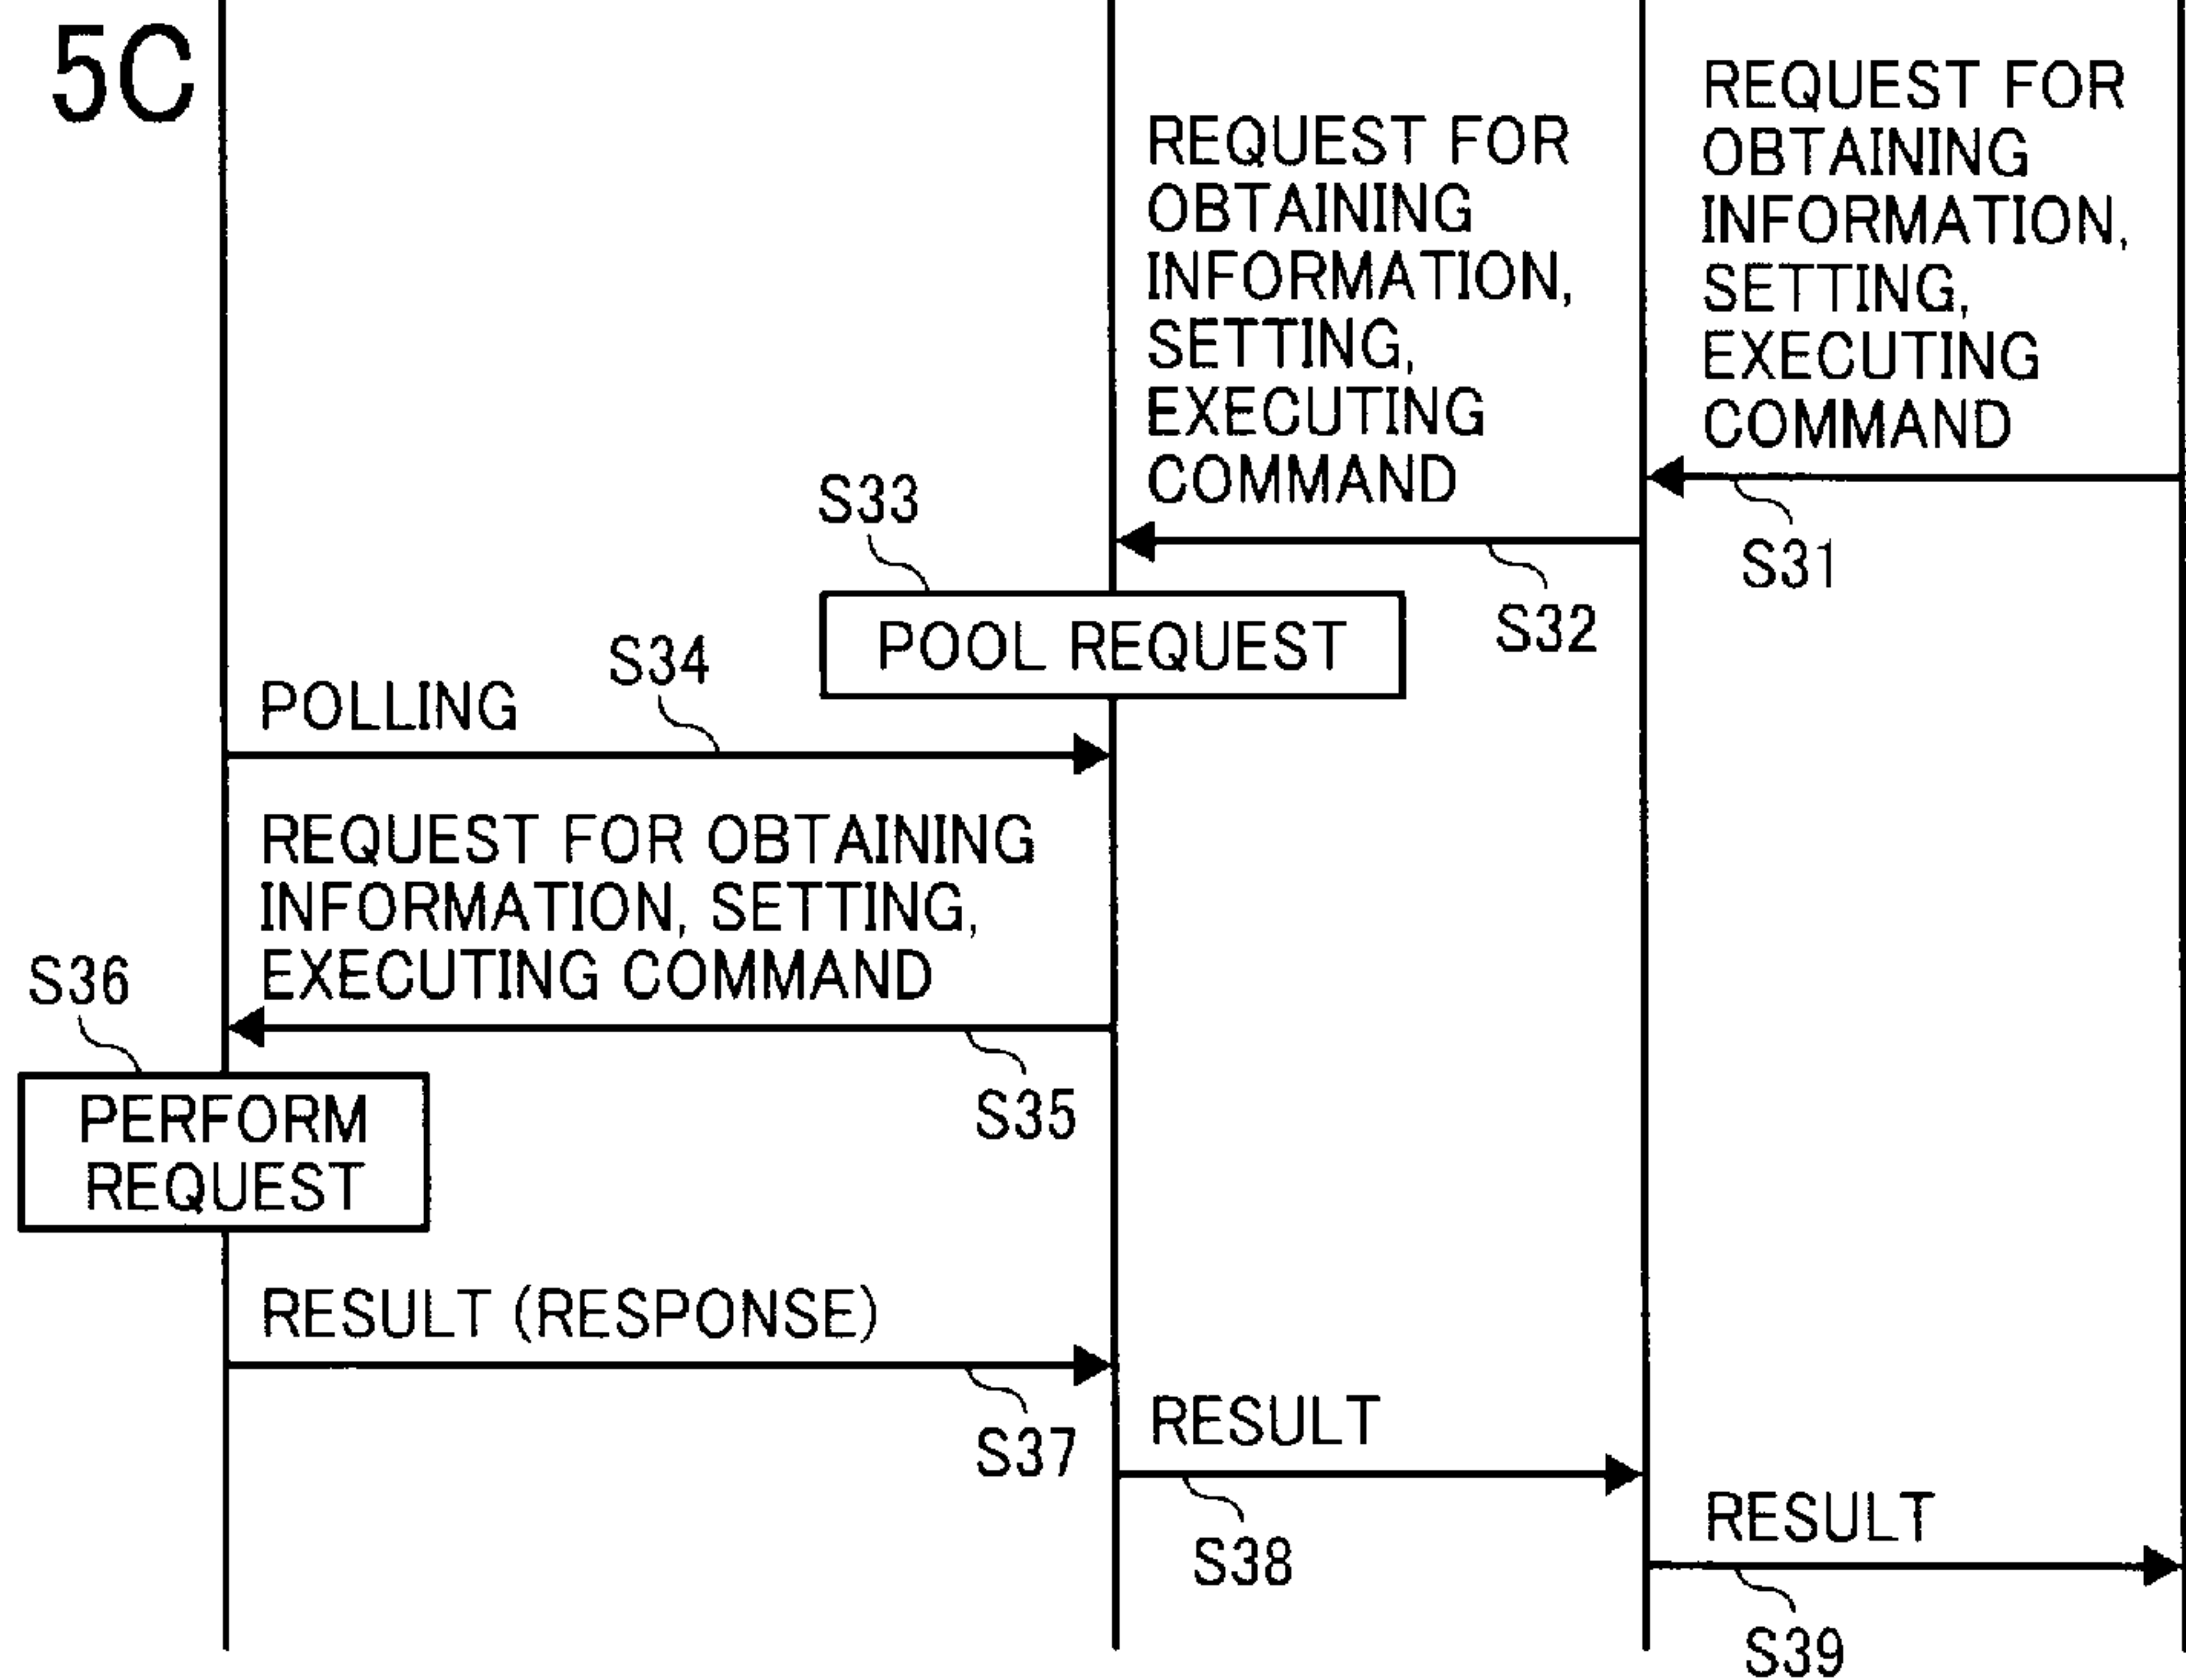 5C
REQUEST FOR
OBTAINING
INFORMATION,
SETTING,
EXECUTING
COMMAND
S31
REQUEST FOR
OBTAINING
INFORMATION,
SETTING,
EXECUTING
COMMAND
S32
S33
POOL REQUEST
S34
POLLING
REQUEST FOR OBTAINING
INFORMATION, SETTING,
EXECUTING COMMAND
S35
S36
PERFORM
REQUEST
RESULT (RESPONSE)
S37
RESULT
S38
RESULT
S39